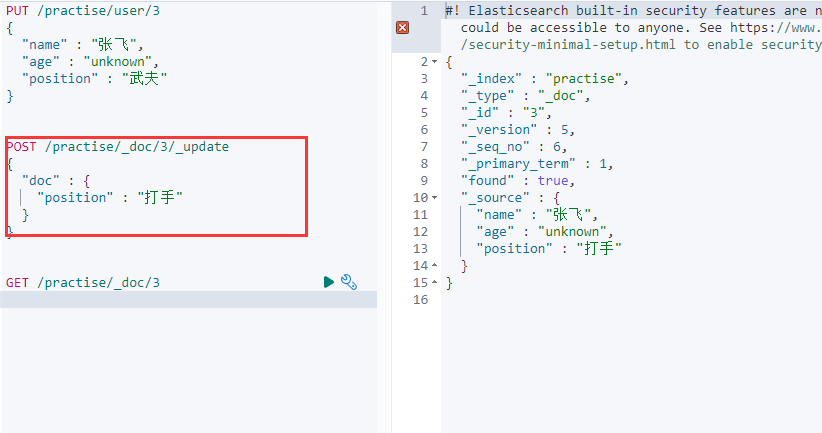 PUT /practise/user/3
{
  "name" : "张飞",
  "age" : "unknown",
  "position" : "武夫"
}
POST /practise/_doc/3/_update
{
  "doc" : {
    "position" : "打手"
  }
}
GET /practise/_doc/3
1 #! Elasticsearch built-in security features are n
could be accessible to anyone. See https://www.
/security-minimal-setup.html to enable security
2 {
3   "_index" : "practise",
4   "_type" : "_doc",
5   "_id" : "3",
6   "_version" : 5,
7   "_seq_no" : 6,
8   "_primary_term" : 1,
9   "found" : true,
10   "_source" : {
11     "name" : "张飞",
12     "age" : "unknown",
13     "position" : "打手"
14   }
15 }
16